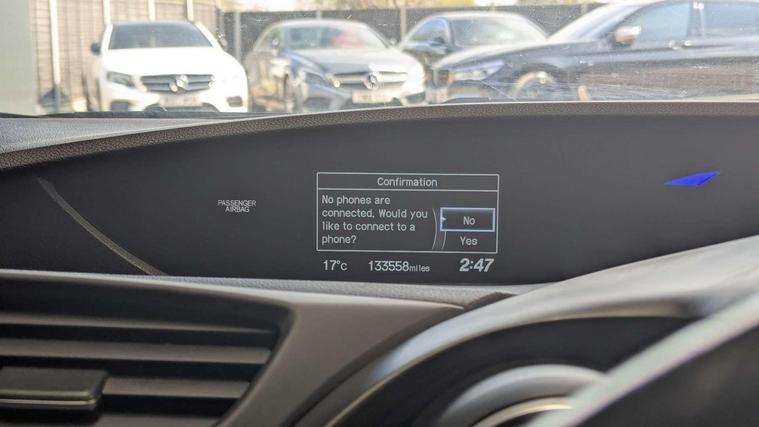 PASSENGER
AIRBAG
Confirmation
No phones are
connected. Would you
like to connect to a
phone?
No
Yes
17°C 133558miles 2:47